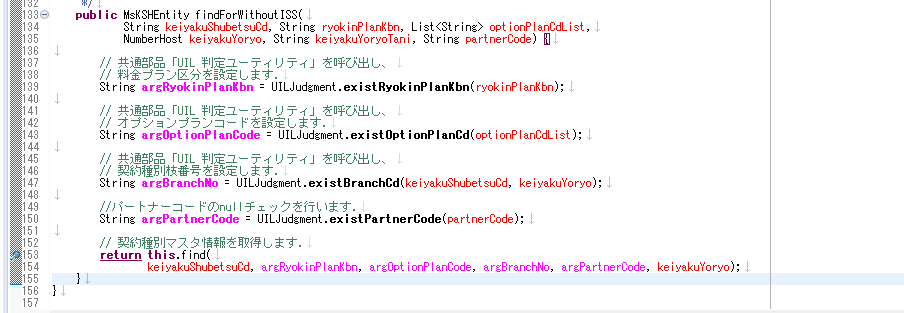 132 */
133 public MsKSHEntity findForWithoutISS(
134 String keiyakuShubetsuCd, String ryokinPlanKbn, List<String> optionPlanCdList,
135 NumberHost keiyakuYoryo, String keiyakuYoryoTani, String partnerCode) {
136
137 // 共通部品「UIL 判定ユーティリティ」を呼び出し、
138 // 料金プラン区分を設定します.
139 String argRyokinPlanKbn = UILJudgment.existRyokinPlanKbn(ryokinPlanKbn);
140
141 // 共通部品「UIL 判定ユーティリティ」を呼び出し、
142 // オプションプランコードを設定します.
143 String argOptionPlanCode = UILJudgment.existOptionPlanCd(optionPlanCdList);
144
145 // 共通部品「UIL 判定ユーティリティ」を呼び出し、
146 // 契約種別枝番号を設定します.
147 String argBranchNo = UILJudgment.existBranchCd(keiyakuShubetsuCd, keiyakuYoryo);
148
149 //パートナーコードのnullチェックを行います.
150 String argPartnerCode = UILJudgment.existPartnerCode(partnerCode);
151
152 // 契約種別マスタ情報を取得します.
153 return this.find(
154 keiyakuShubetsuCd, argRyokinPlanKbn, argOptionPlanCode, argBranchNo, argPartnerCode, keiyakuYoryo);
155 }
156 }
157